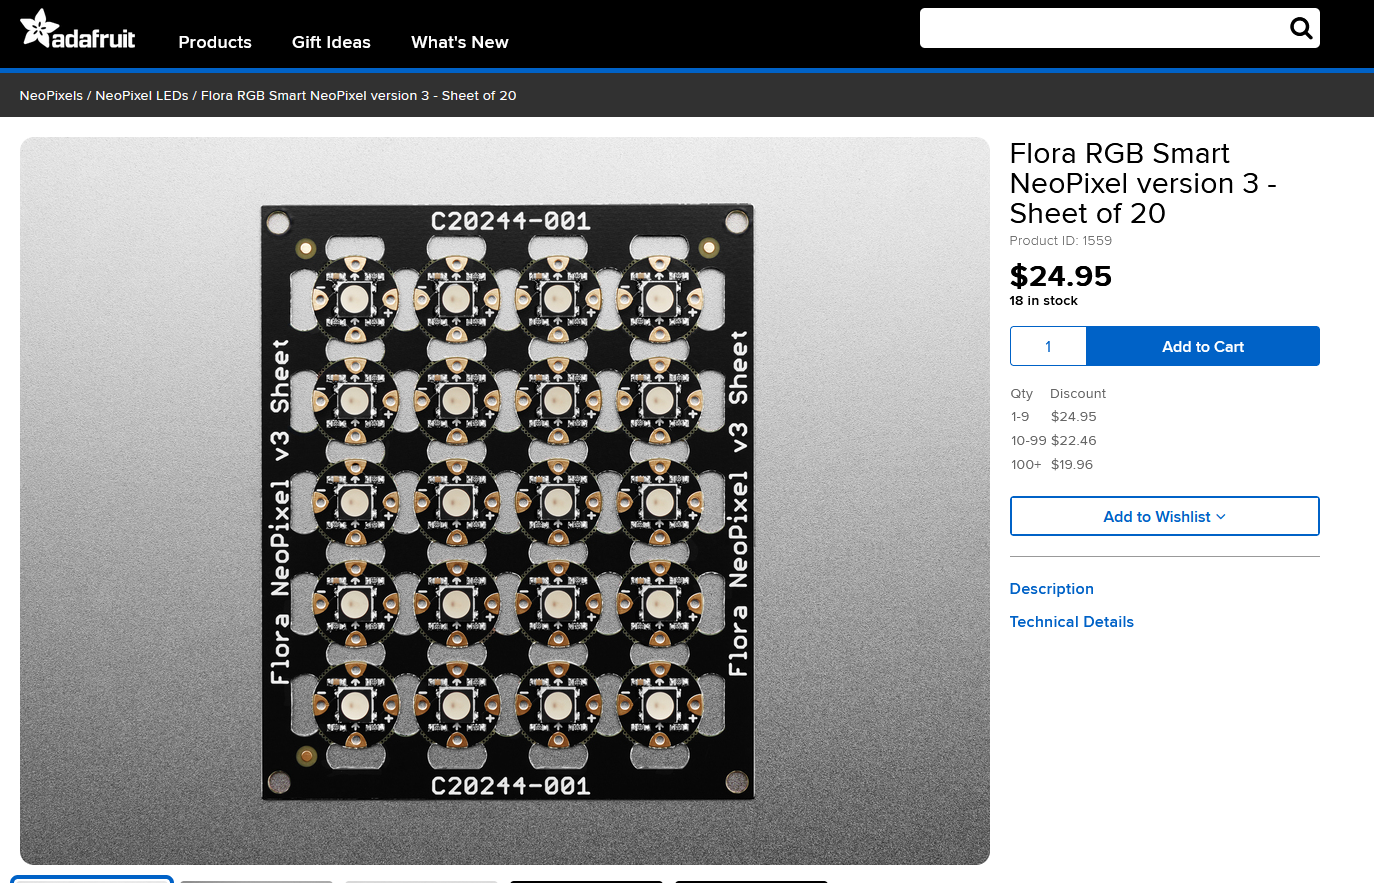 adafruit
Products
Gift Ideas
What's New
NeoPixels / NeoPixel LEDs / Flora RGB Smart NeoPixel version 3 - Sheet of 20
C20244-001
Flora NeoPixel v3 Sheet
Flora NeoPixel v3 Sheet
C20244-001
Flora RGB Smart
NeoPixel version 3 -
Sheet of 20
Product ID: 1559
$24.95
18 in stock
1
Add to Cart
Qty Discount
1-9 $24.95
10-99 $22.46
100+ $19.96
Add to Wishlist
Description
Technical Details